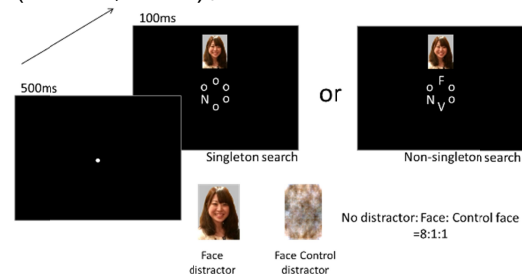 100ms
500ms
o
o o
N o
o
Singleton search
or
F
o o
N o
V
Non-singleton search
Face
distractor
Face Control
distractor
No distractor: Face: Control face
=8:1:1